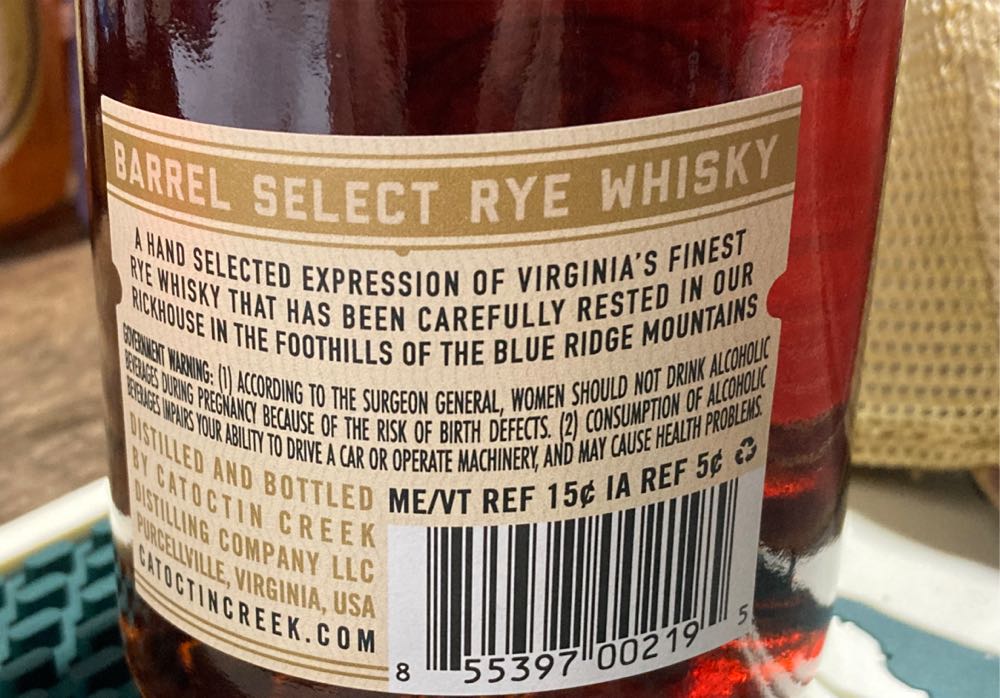 BARREL SELECT RYE WHISKY
A HAND SELECTED EXPRESSION OF VIRGINIA'S FINEST
RYE WHISKY THAT HAS BEEN CAREFULLY RESTED IN OUR
RICKHOUSE IN THE FOOTHILLS OF THE BLUE RIDGE MOUNTAINS
GOVERNMENT WARNING: (1) ACCORDING TO THE SURGEON GENERAL, WOMEN SHOULD NOT DRINK ALCOHOLIC
BEVERAGES DURING PREGNANCY BECAUSE OF THE RISK OF BIRTH DEFECTS. (2) CONSUMPTION OF ALCOHOLIC
BEVERAGES IMPAIRS YOUR ABILITY TO DRIVE A CAR OR OPERATE MACHINERY, AND MAY CAUSE HEALTH PROBLEMS.
DISTILLED AND BOTTLED
BY CATOCTIN CREEK
DISTILLING COMPANY LLC
PURCELLVILLE, VIRGINIA, USA
CATOCTINCREEK.COM
ME/VT REF 15¢ IA REF 5¢
8 55397 00219 5